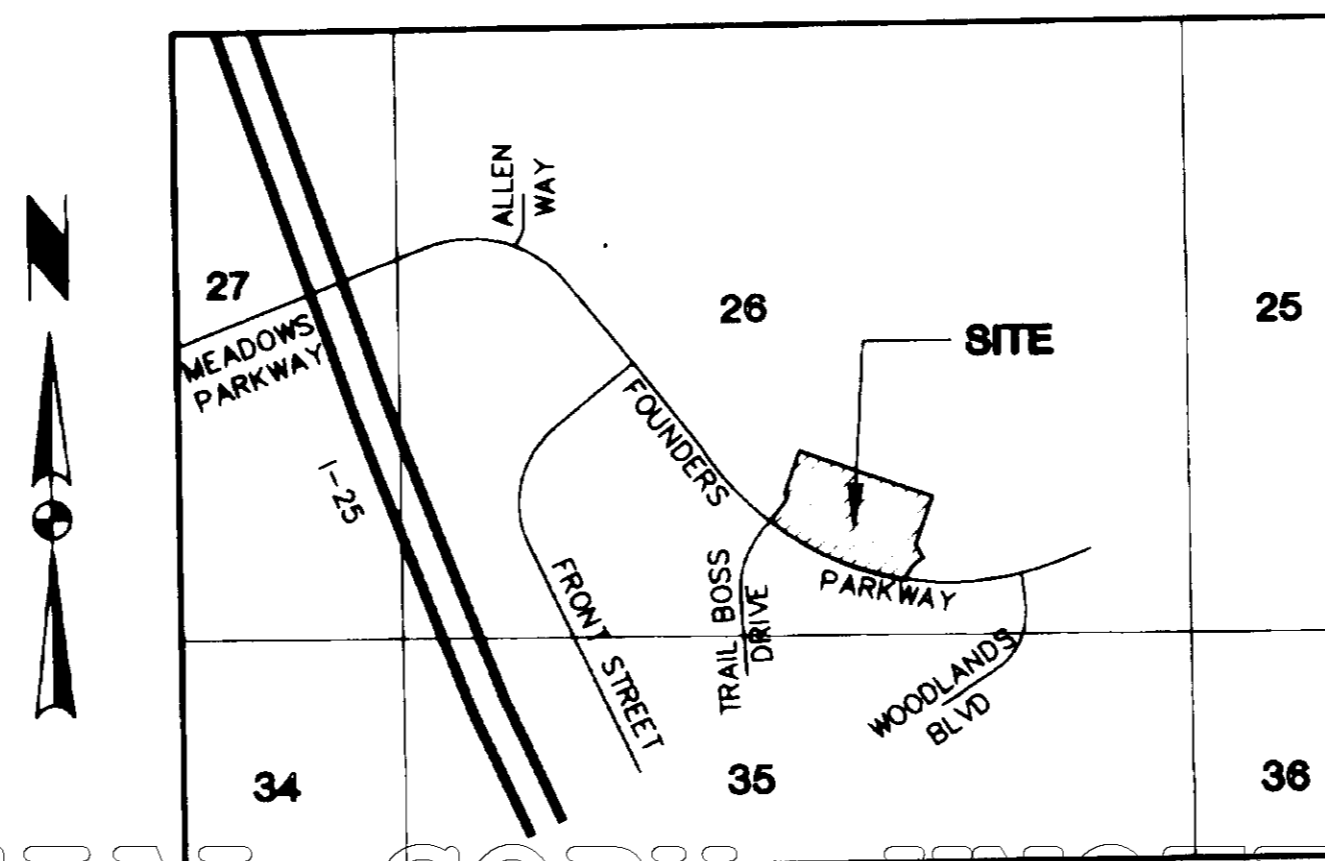 N
ALLEN
WAY
27
26
25
MEADOWS
PARKWAY
SITE
FOUNDERS
I-25
PARKWAY
FRONT STREET
TRAIL BOSS
DRIVE
WOODLANDS
BLVD
34
35
36